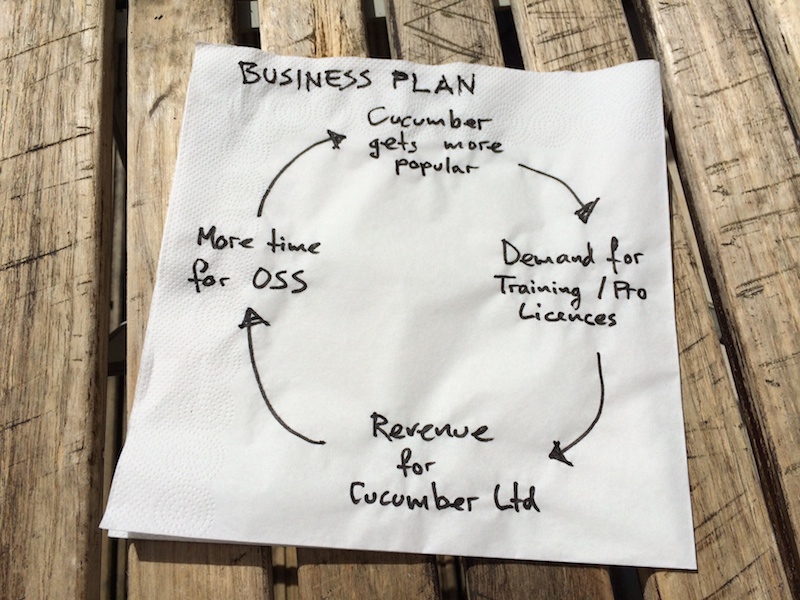 BUSINESS PLAN
Cucumber
gets more
popular
Demand for
Training / Pro
Licences
Revenue
for
Cucumber Ltd
More time
for OSS